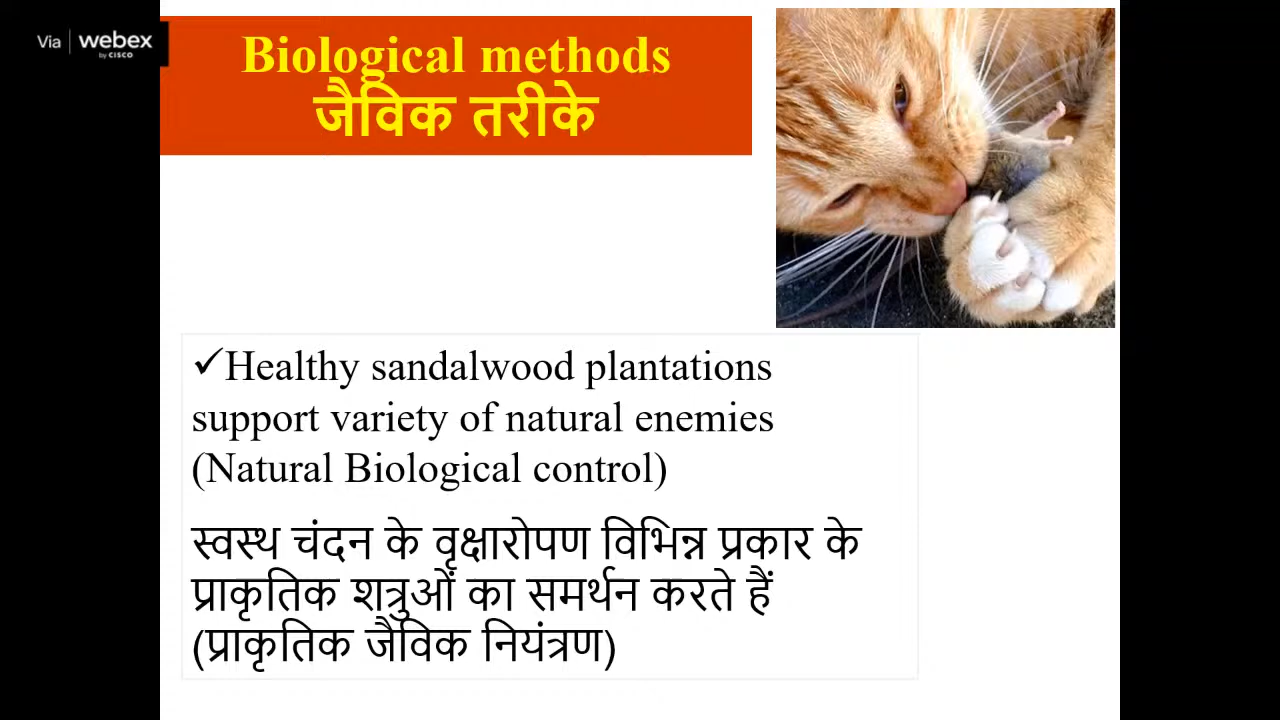 Via webex
by CISCO
Biological methods
जैविक तरीके
✓Healthy sandalwood plantations
support variety of natural enemies
(Natural Biological control)
स्वस्थ चंदन के वृक्षारोपण विभिन्न प्रकार के
प्राकृतिक शत्रुओं का समर्थन करते हैं
(प्राकृतिक जैविक नियंत्रण)